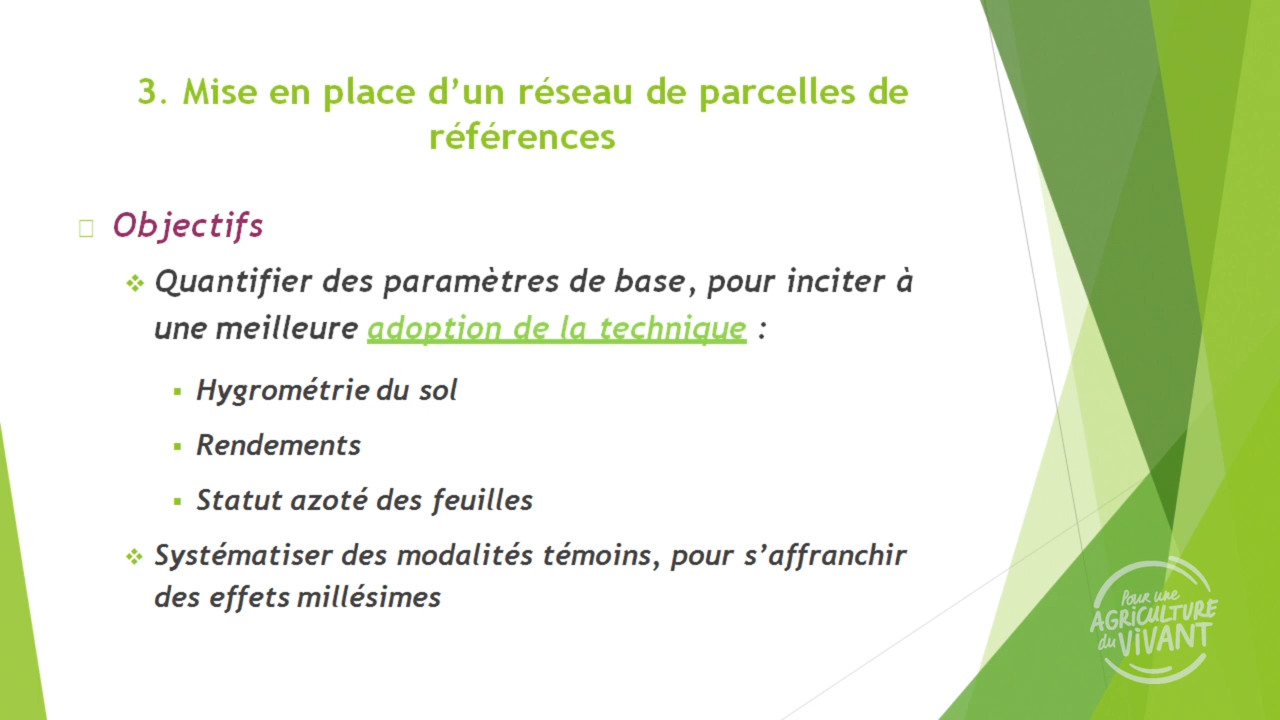 3. Mise en place d’un réseau de parcelles de
références
Objectifs
Quantifier des paramètres de base, pour inciter à
une meilleure adoption de la technique :
Hygrométrie du sol
Rendements
Statut azoté des feuilles
Systématiser des modalités témoins, pour s’affranchir
des effets millésimes
Pour une
AGRiCULTURE
du ViVANT